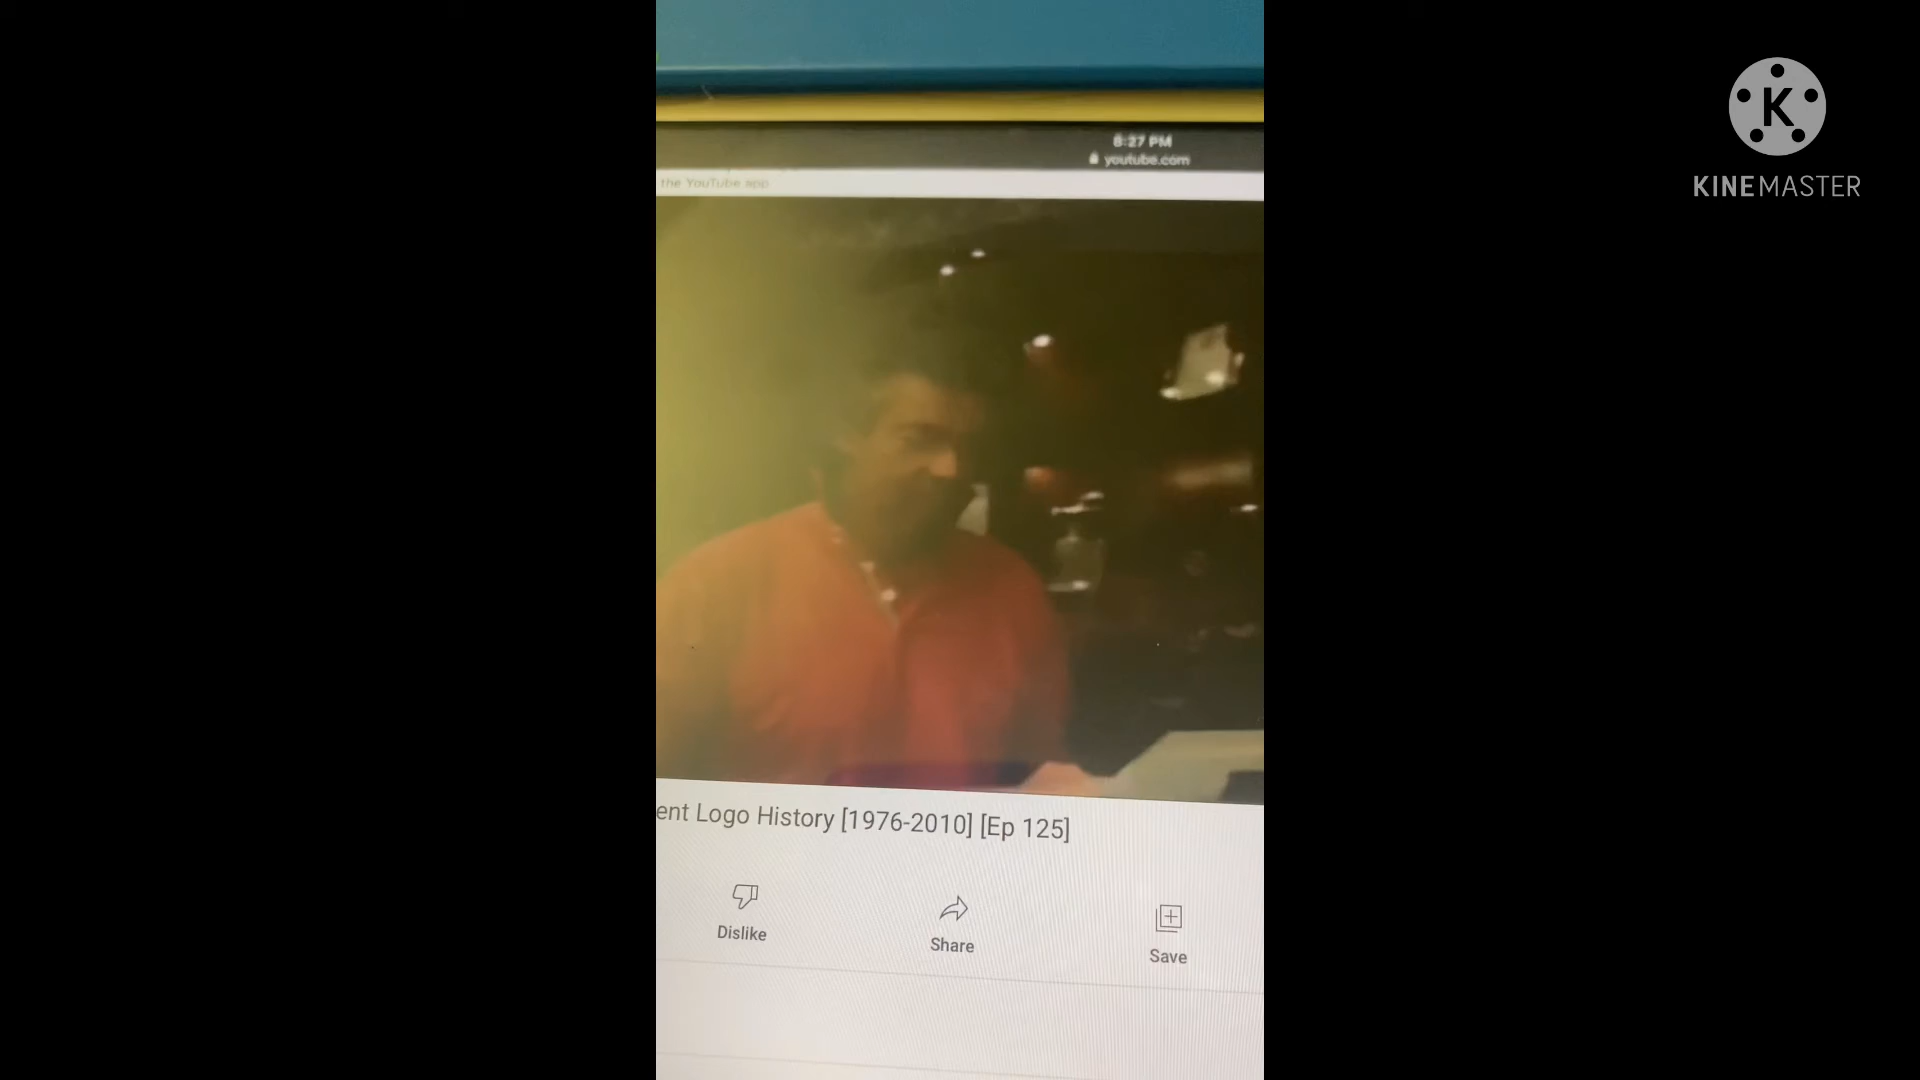 8:27 PM
youtube.com
the YouTube app
ent Logo History [1976-2010] [Ep 125]
Dislike
Share
Save
K
KINEMASTER